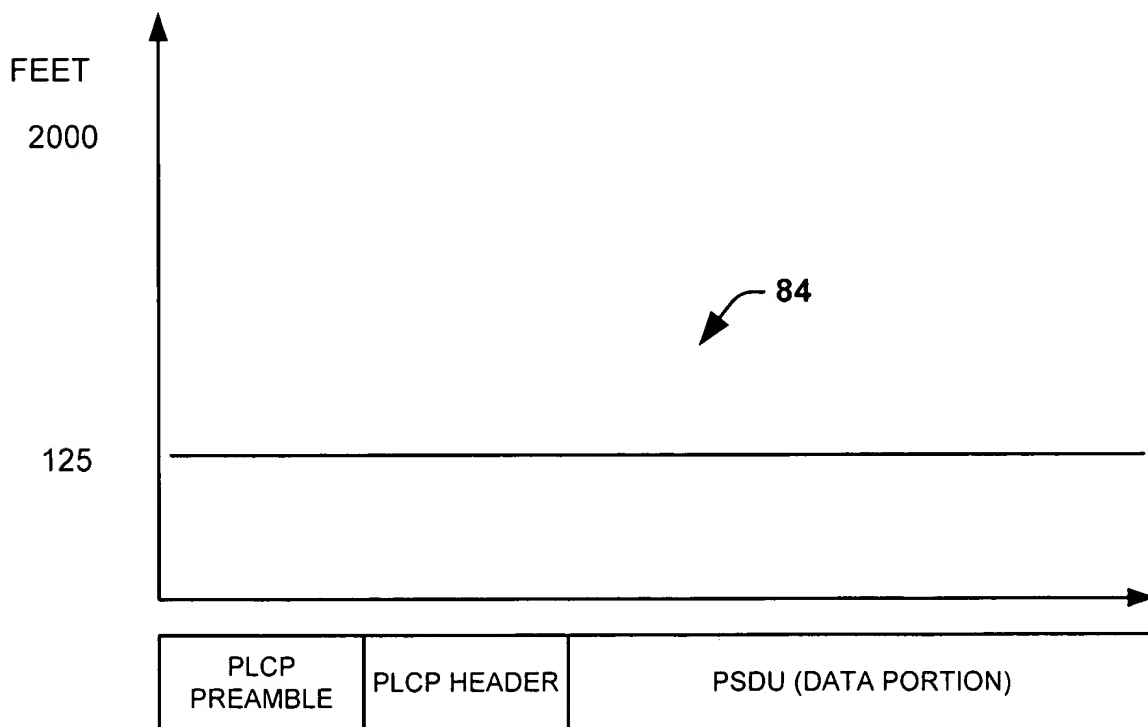 FEET
2000
84
125
PLCP
PREAMBLE
PLCP HEADER
PSDU (DATA PORTION)